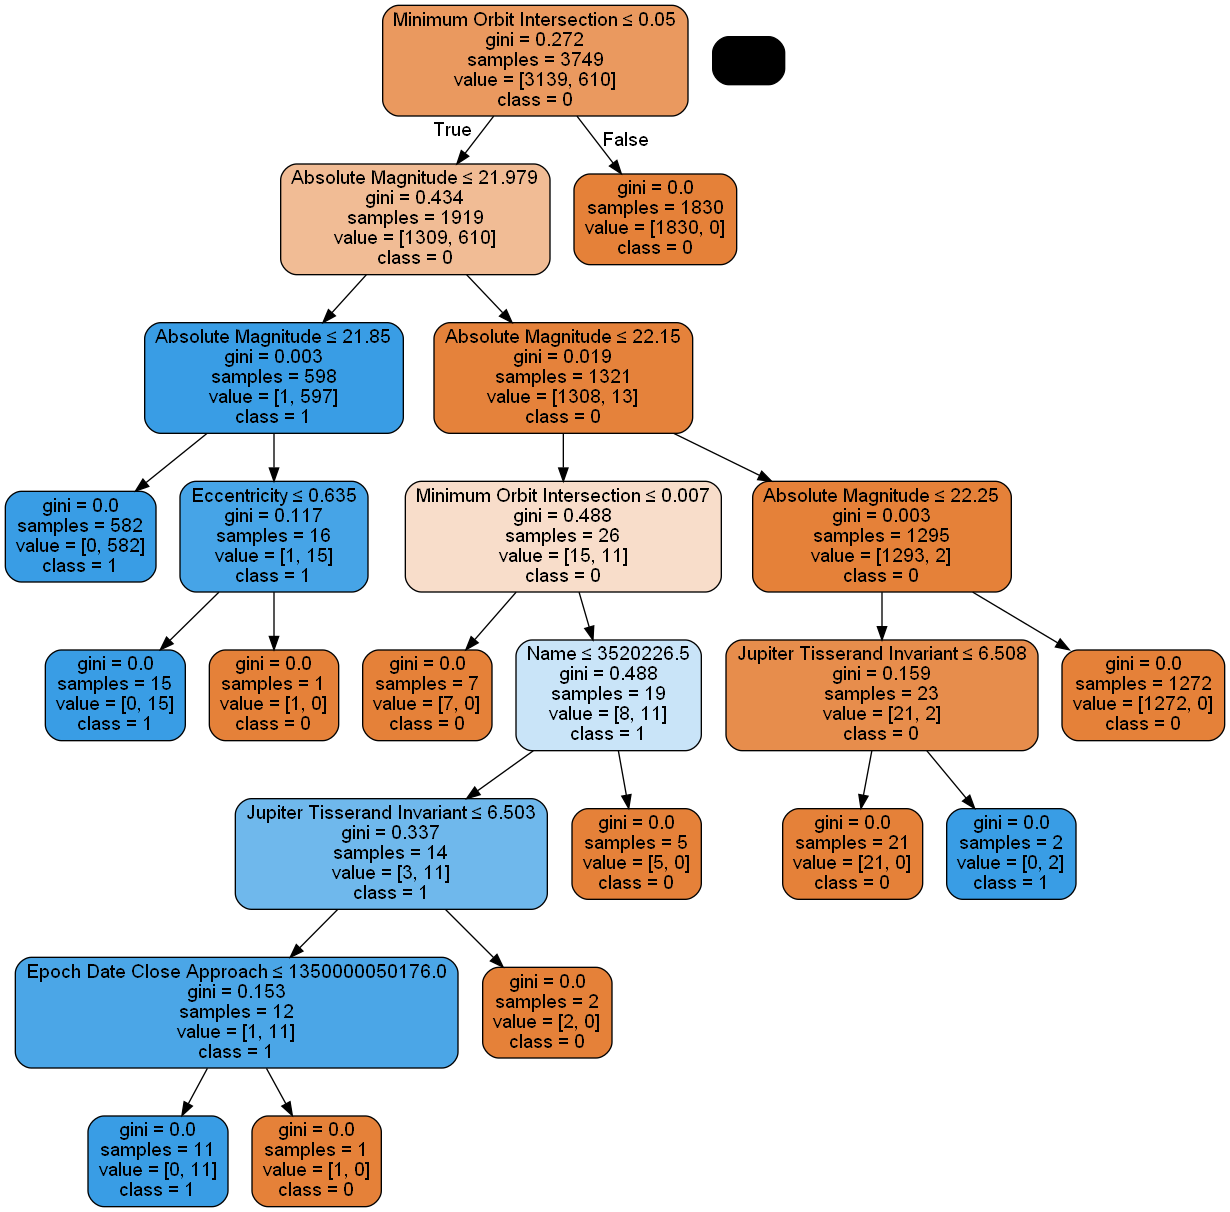 Minimum Orbit Intersection ≤ 0.05
gini = 0.272
samples = 3749
value = [3139, 610]
class = 0
True
False
Absolute Magnitude ≤ 21.979
gini = 0.434
samples = 1919
value = [1309, 610]
class = 0
gini = 0.0
samples = 1830
value = [1830, 0]
class = 0
Absolute Magnitude ≤ 21.85
gini = 0.003
samples = 598
value = [1, 597]
class = 1
Absolute Magnitude ≤ 22.15
gini = 0.019
samples = 1321
value = [1308, 13]
class = 0
gini = 0.0
samples = 582
value = [0, 582]
class = 1
Eccentricity ≤ 0.635
gini = 0.117
samples = 16
value = [1, 15]
class = 1
Minimum Orbit Intersection ≤ 0.007
gini = 0.488
samples = 26
value = [15, 11]
class = 0
Absolute Magnitude ≤ 22.25
gini = 0.003
samples = 1295
value = [1293, 2]
class = 0
gini = 0.0
samples = 15
value = [0, 15]
class = 1
gini = 0.0
samples = 1
value = [1, 0]
class = 0
gini = 0.0
samples = 7
value = [7, 0]
class = 0
Name ≤ 3520226.5
gini = 0.488
samples = 19
value = [8, 11]
class = 1
Jupiter Tisserand Invariant ≤ 6.508
gini = 0.159
samples = 23
value = [21, 2]
class = 0
gini = 0.0
samples = 1272
value = [1272, 0]
class = 0
Jupiter Tisserand Invariant ≤ 6.503
gini = 0.337
samples = 14
value = [3, 11]
class = 1
gini = 0.0
samples = 5
value = [5, 0]
class = 0
gini = 0.0
samples = 21
value = [21, 0]
class = 0
gini = 0.0
samples = 2
value = [0, 2]
class = 1
Epoch Date Close Approach ≤ 1350000050176.0
gini = 0.153
samples = 12
value = [1, 11]
class = 1
gini = 0.0
samples = 2
value = [2, 0]
class = 0
gini = 0.0
samples = 11
value = [0, 11]
class = 1
gini = 0.0
samples = 1
value = [1, 0]
class = 0